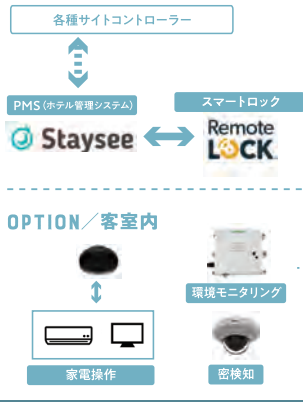 各種サイトコントローラー
PMS(ホテル管理システム)
スマートロック
Staysee
Remote
LOCK
OPTION/客室内
環境モニタリング
家電操作
密検知